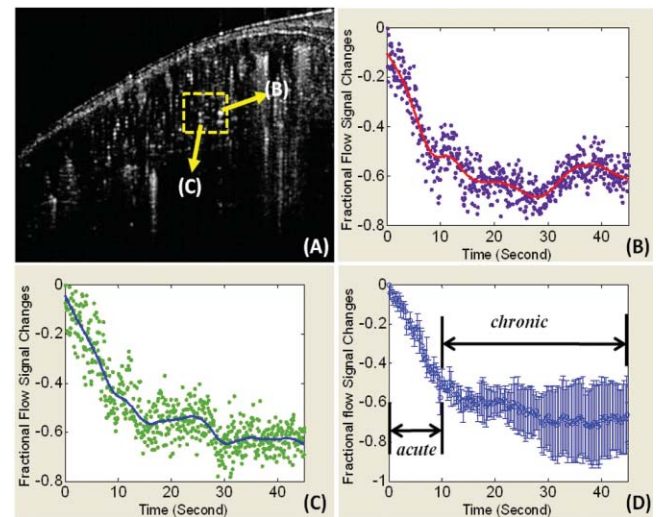 (B)
(C)
(A)
Fractional Flow Signal Changes
0
-0.2
-0.4
-0.6
-0.8
0 10 20 30 40
Time (Second)
(B)
Fractional Flow Signal Changes
0
-0.2
-0.4
-0.6
-0.8
0 10 20 30 40
Time (Second)
(C)
Fractional flow Signal Changes
0
-0.2
-0.4
-0.6
-0.8
-1
chronic
acute
0 10 20 30 40
Time (Second)
(D)